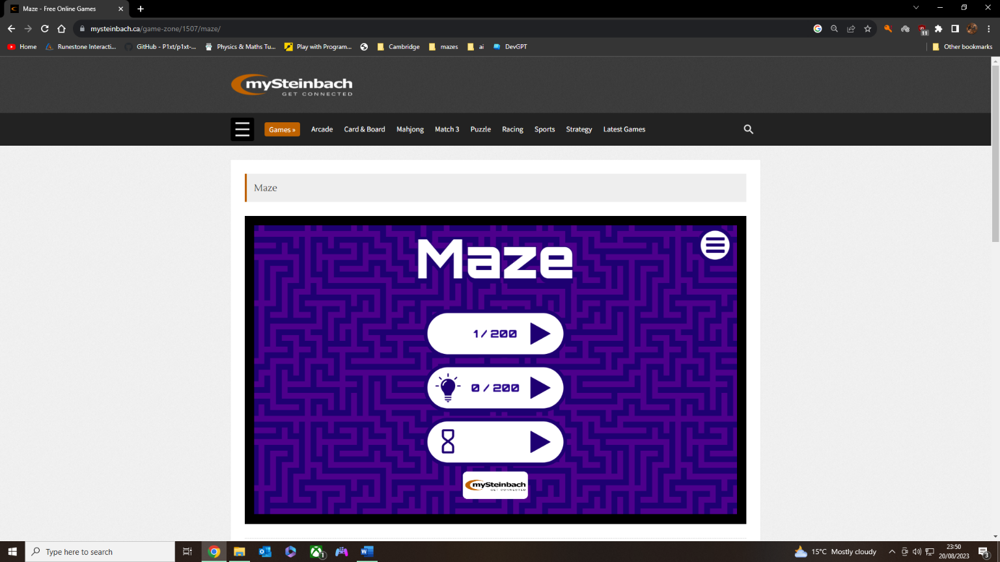 Maze - Free Online Games
mysteinbach.ca/game-zone/1507/maze/
11
Home
Runestone Interacti...
GitHub - P1xt/p1xt-...
Physics & Maths Tu...
Play with Program...
Cambridge
mazes
ai
DevGPT
Other bookmarks
mySteinbach
GET CONNECTED
Games »
Arcade
Card & Board
Mahjong
Match 3
Puzzle
Racing
Sports
Strategy
Latest Games
Maze
Maze
1 / 200
0 / 200
mySteinbach
GET CONNECTED
Type here to search
1
15°C Mostly cloudy
23:50
20/08/2023
3